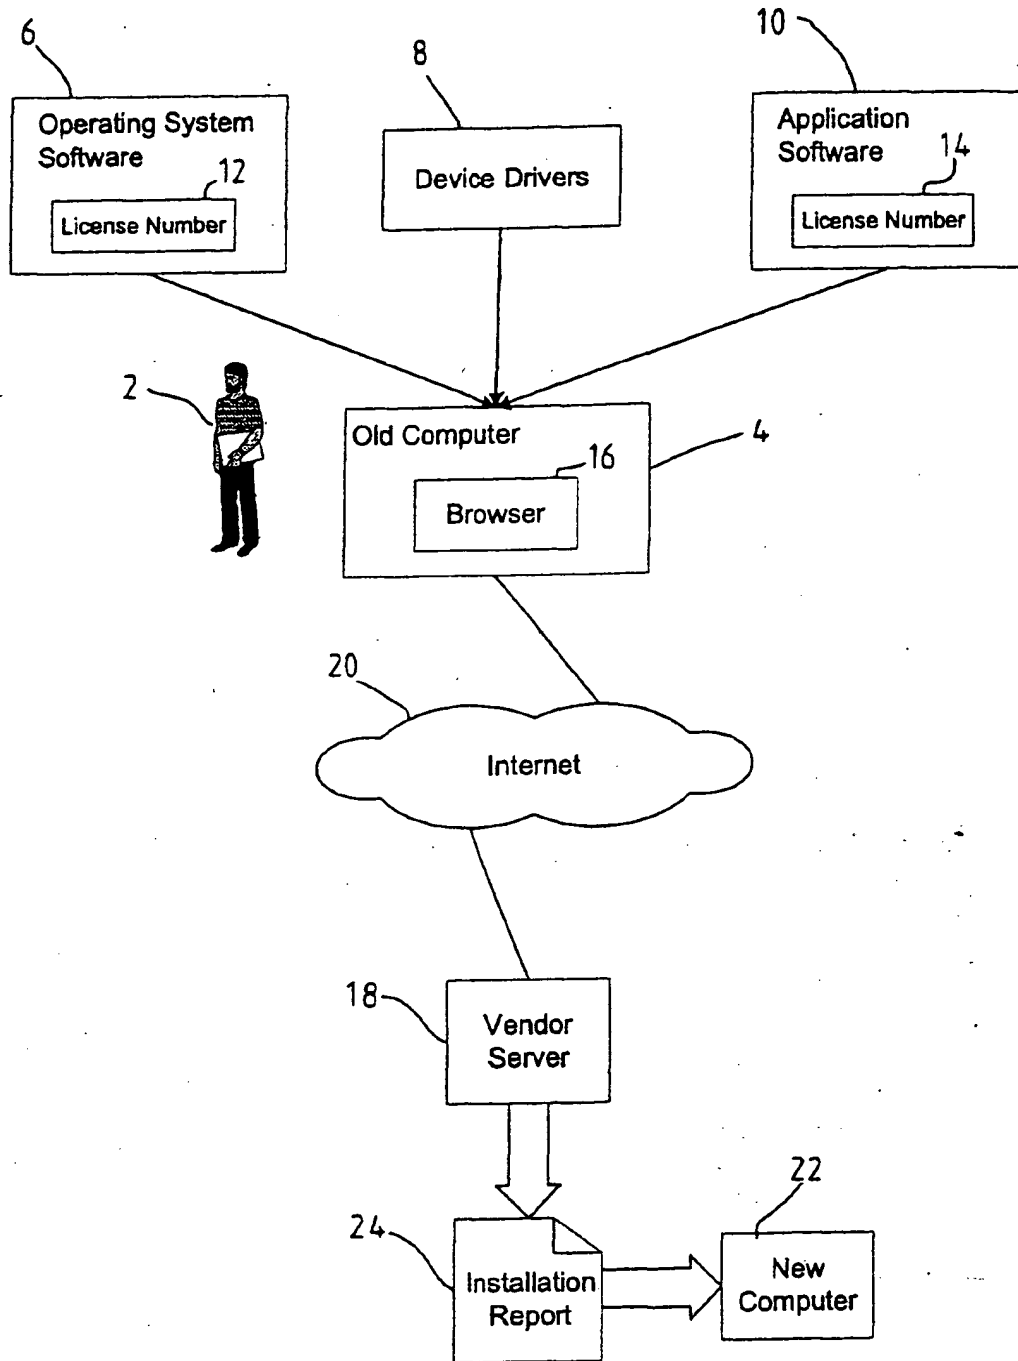 6
8
10
Operating System
Software
12
License Number
Device Drivers
Application
Software
14
License Number
2
Old Computer
4
16
Browser
20
Internet
18
Vendor
Server
22
24
Installation
Report
New
Computer